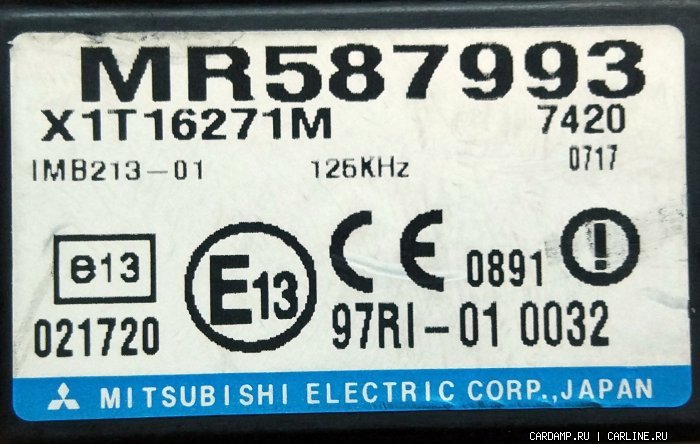 MR587993
X1T16271M 7420
IMB213-01 125KHz 0717
e13 E13 CE 0891 !
021720 97RI-01 0032
MITSUBISHI ELECTRIC CORP.,JAPAN
CARDAMP.RU | CARLINE.RU